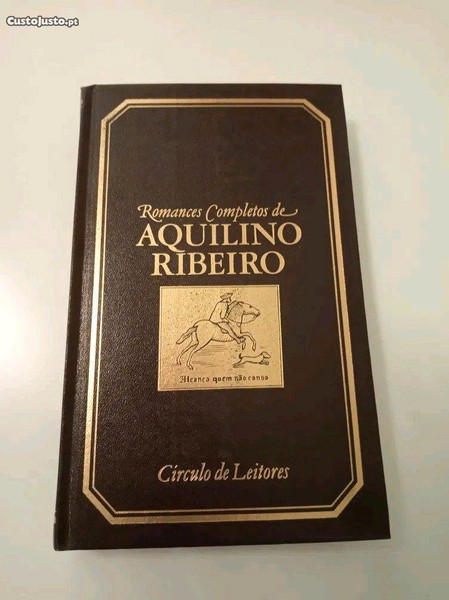 CustoJusto.pt
Romances Completos de
AQUILINO
RIBEIRO
Alcança quem não cansa
Círculo de Leitores